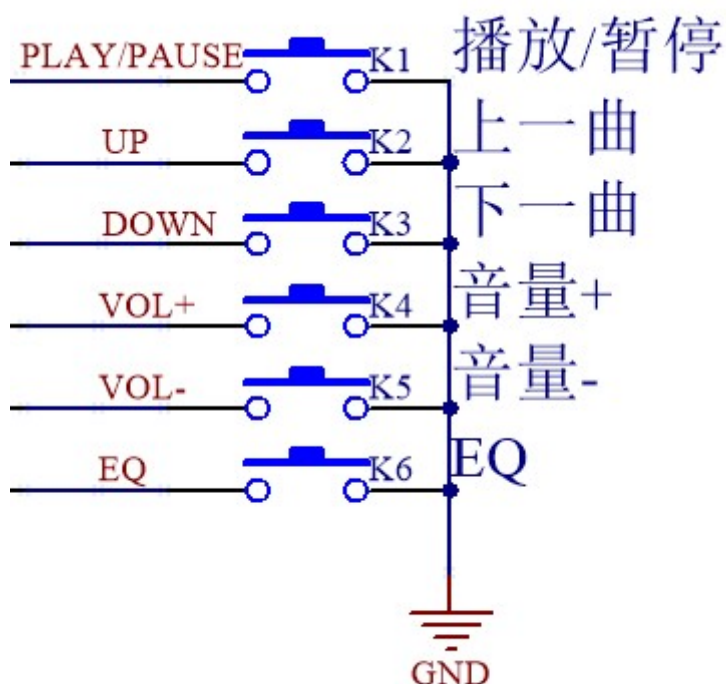 PLAY/PAUSE K1 播放/暂停
UP K2 上一曲
DOWN K3 下一曲
VOL+ K4 音量+
VOL- K5 音量-
EQ K6 EQ
GND